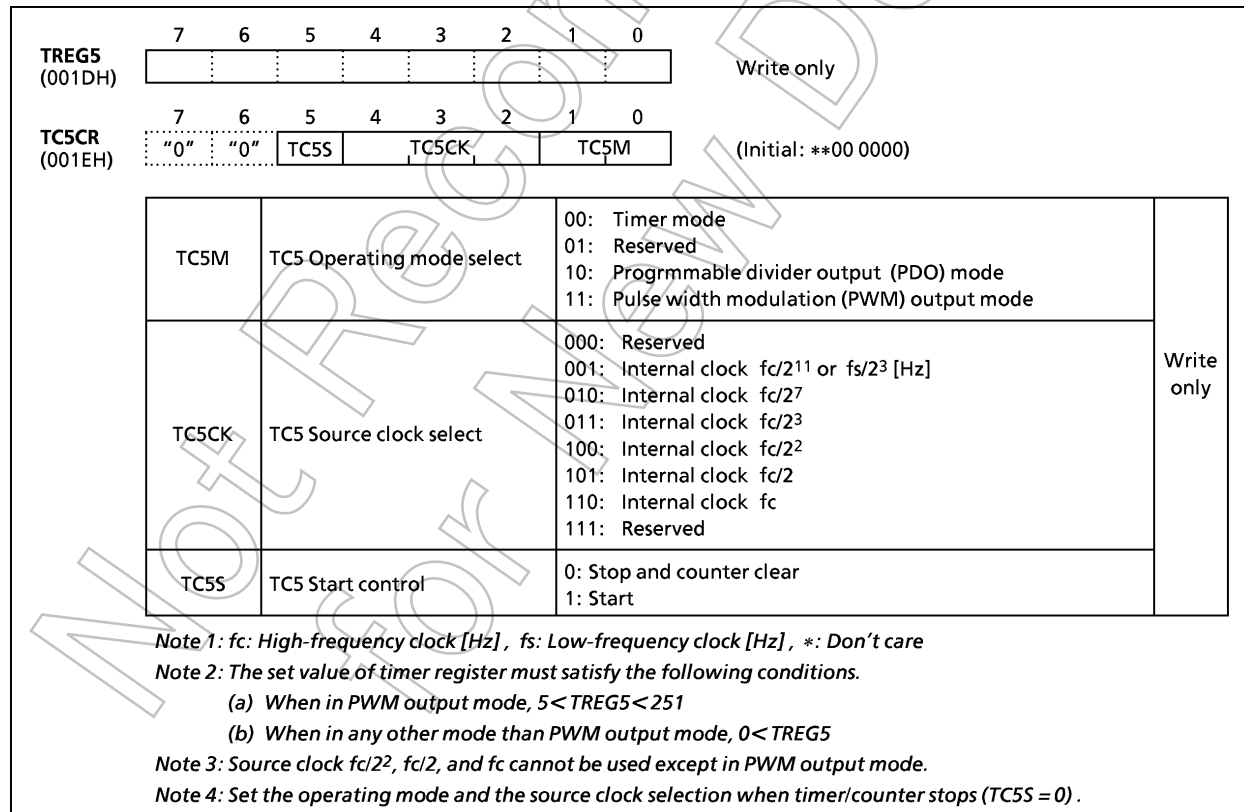 7 6 5 4 3 2 1 0
TREG5
(001DH)
Write only
7 6 5 4 3 2 1 0
TC5CR
(001EH)
"0" "0" TC5S TC5CK TC5M
(Initial: **00 0000)
TC5M
TC5 Operating mode select
00: Timer mode
01: Reserved
10: Progrmmable divider output (PDO) mode
11: Pulse width modulation (PWM) output mode
TC5CK
TC5 Source clock select
000: Reserved
001: Internal clock fc/2¹¹ or fs/2³ [Hz]
010: Internal clock fc/2⁷
011: Internal clock fc/2³
100: Internal clock fc/2²
101: Internal clock fc/2
110: Internal clock fc
111: Reserved
TC5S
TC5 Start control
0: Stop and counter clear
1: Start
Write
only
Note 1: fc: High-frequency clock [Hz] , fs: Low-frequency clock [Hz] , *: Don't care
Note 2: The set value of timer register must satisfy the following conditions.
(a) When in PWM output mode, 5<TREG5<251
(b) When in any other mode than PWM output mode, 0<TREG5
Note 3: Source clock fc/2², fc/2, and fc cannot be used except in PWM output mode.
Note 4: Set the operating mode and the source clock selection when timer/counter stops (TC5S = 0) .
Not Recom
for New D